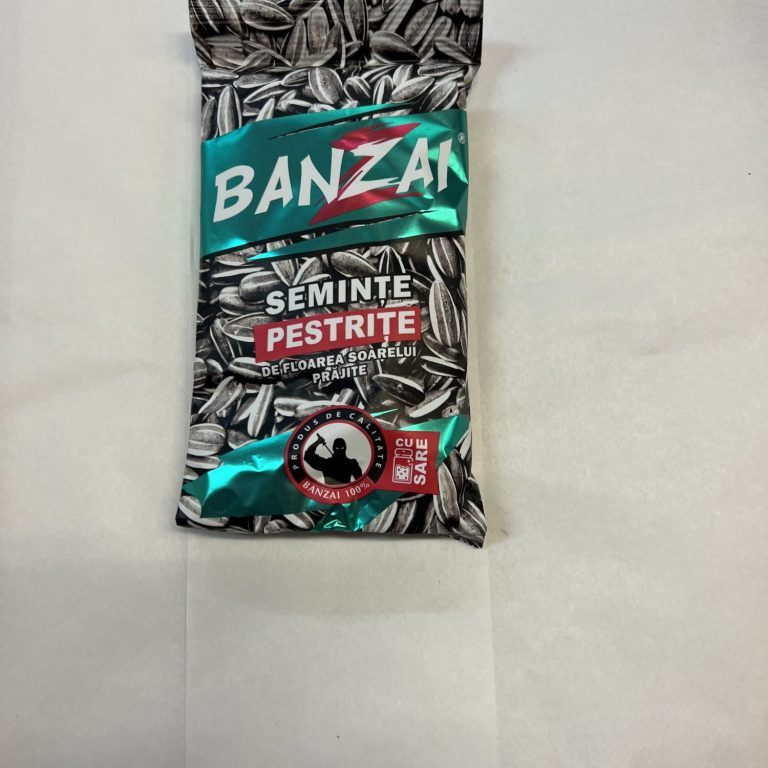 BANZAI®
SEMINȚE
PESTRIȚE
DE FLOAREA SOARELUI
PRĂJITE
PRODUS DE CALITATE
BANZAI 100%
CU
SARE